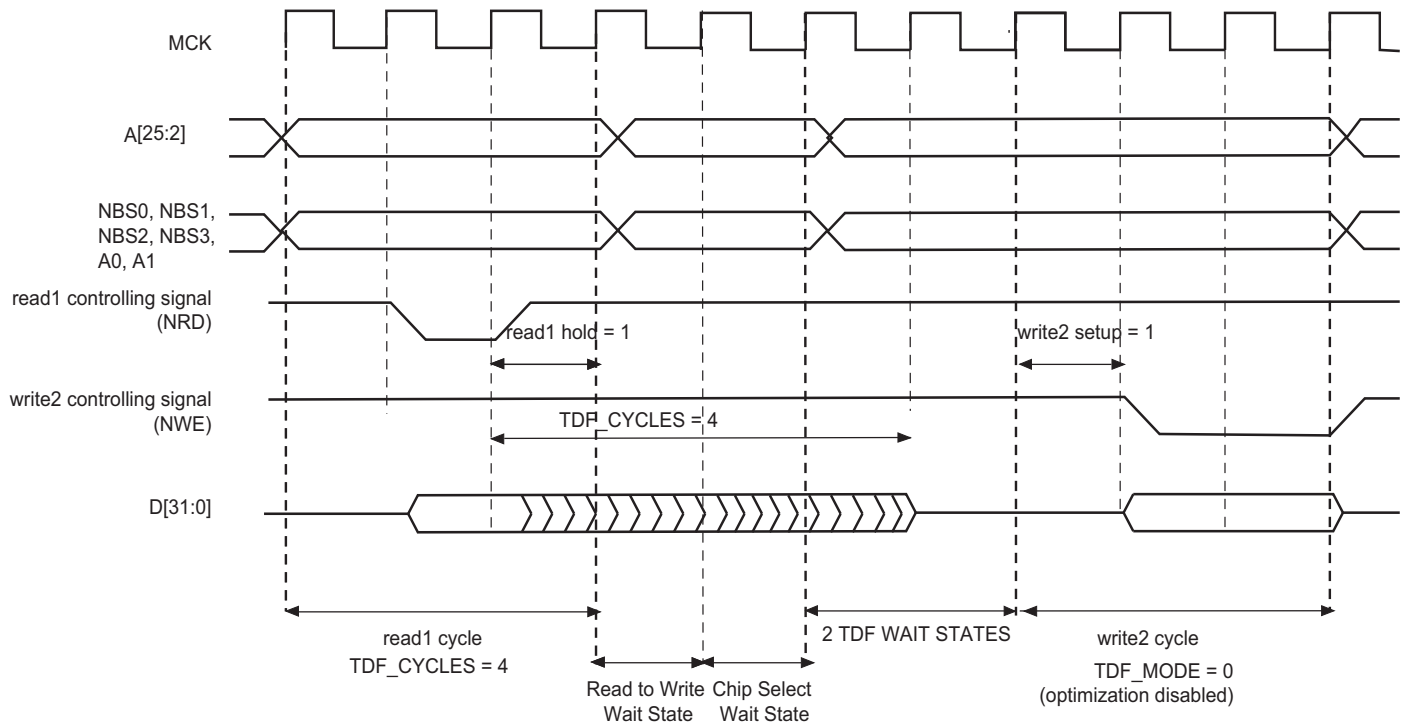 MCK
A[25:2]
NBS0, NBS1,
NBS2, NBS3,
A0, A1
read1 controlling signal
(NRD)
read1 hold = 1
write2 setup = 1
write2 controlling signal
(NWE)
TDF_CYCLES = 4
D[31:0]
read1 cycle
TDF_CYCLES = 4
2 TDF WAIT STATES
write2 cycle
TDF_MODE = 0
(optimization disabled)
Read to Write
Wait State
Chip Select
Wait State